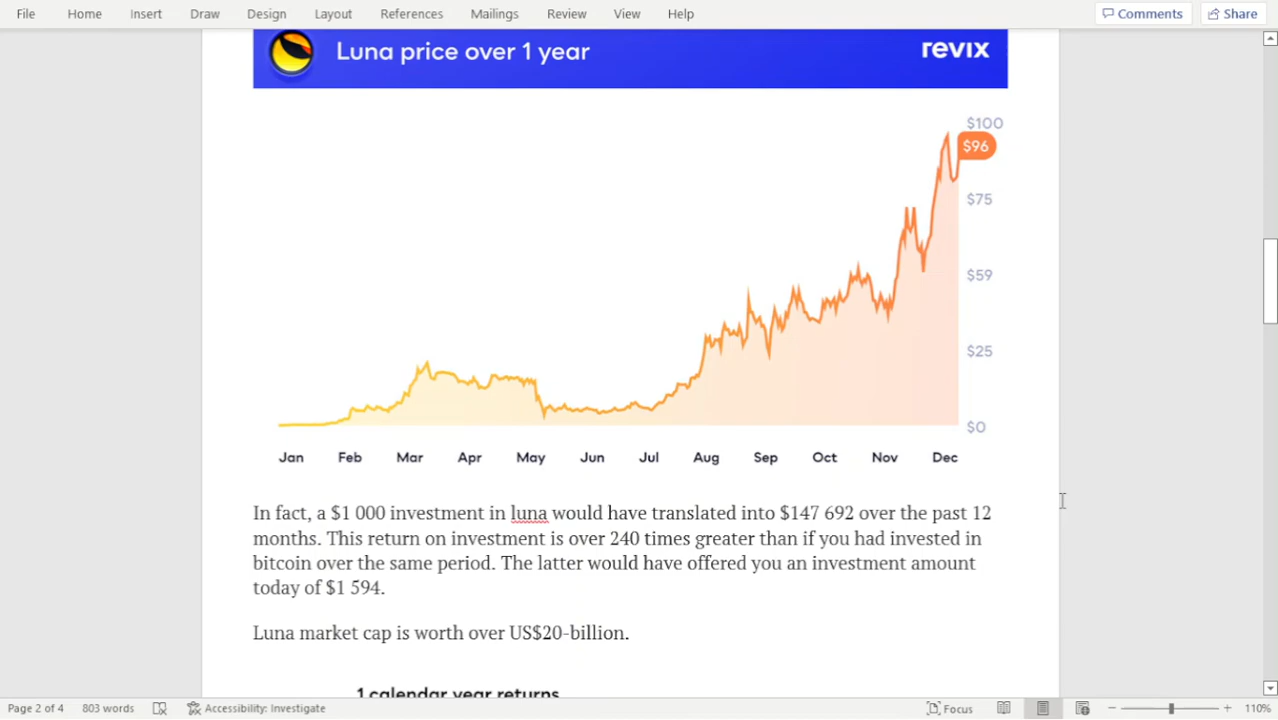 File Home Insert Draw Design Layout References Mailings Review View Help Comments Share
Luna price over 1 year revix
$100
$96
$75
$59
$25
$0
Jan Feb Mar Apr May Jun Jul Aug Sep Oct Nov Dec
In fact, a $1 000 investment in luna would have translated into $147 692 over the past 12
months. This return on investment is over 240 times greater than if you had invested in
bitcoin over the same period. The latter would have offered you an investment amount
today of $1 594.
Luna market cap is worth over US$20-billion.
1 calendar year returns
Page 2 of 4 803 words Accessibility: Investigate Focus 110%